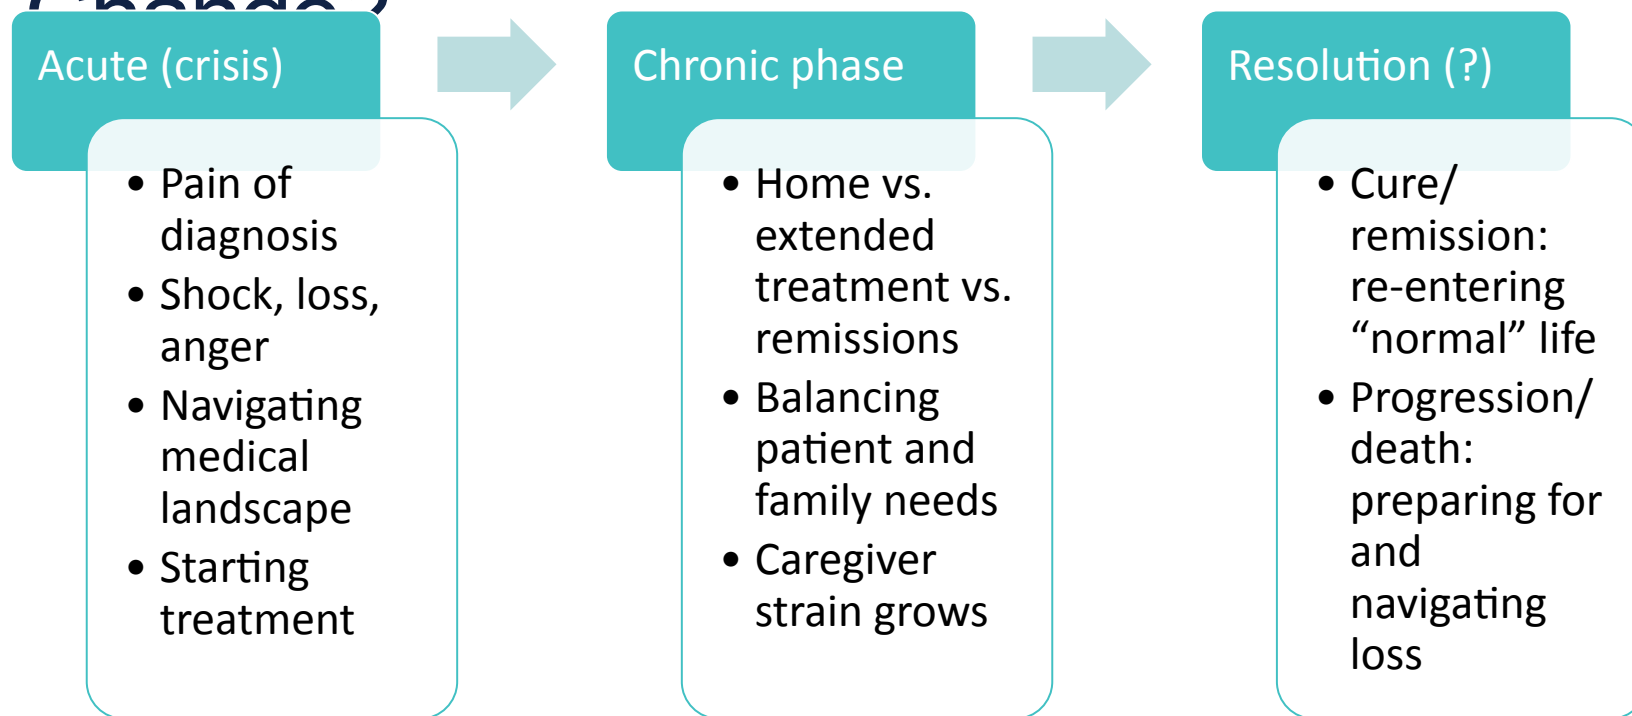 Change?
Acute (crisis)
• Pain of
diagnosis
• Shock, loss,
anger
• Navigating
medical
landscape
• Starting
treatment
Chronic phase
• Home vs.
extended
treatment vs.
remissions
• Balancing
patient and
family needs
• Caregiver
strain grows
Resolution (?)
• Cure/
remission:
re-entering
“normal” life
• Progression/
death:
preparing for
and
navigating
loss